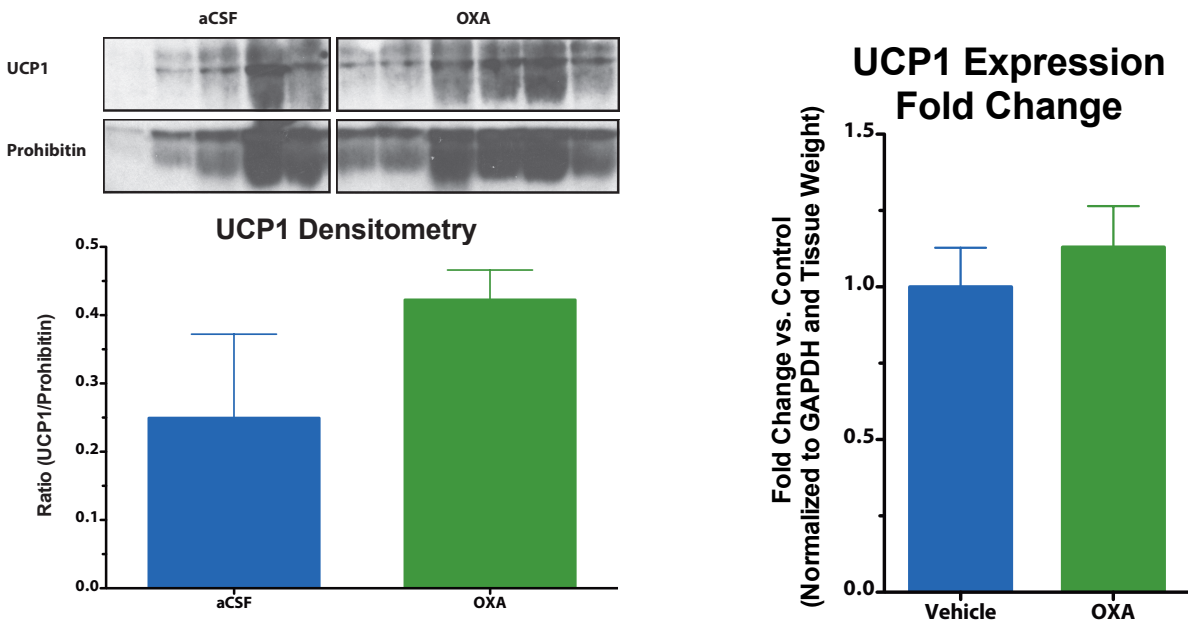 aCSF
OXA
UCP1
Prohibitin
UCP1 Densitometry
Ratio (UCP1/Prohibitin)
0.5
0.4
0.3
0.2
0.1
0.0
aCSF
OXA
UCP1 Expression
Fold Change
Fold Change vs. Control
(Normalized to GAPDH and Tissue Weight)
1.5
1.0
0.5
0.0
Vehicle
OXA